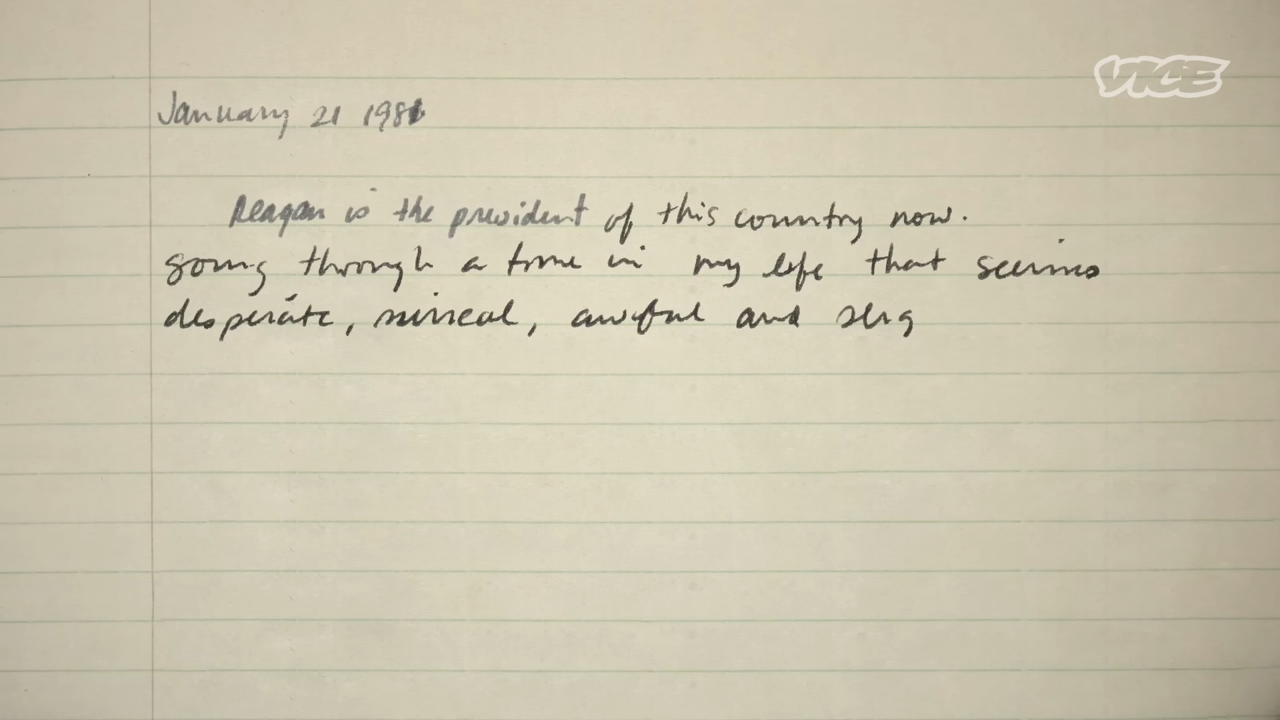 VICE
January 21 1981
Reagan is the president of this country now.
going through a time in my life that seems
desperate, surreal, awful and